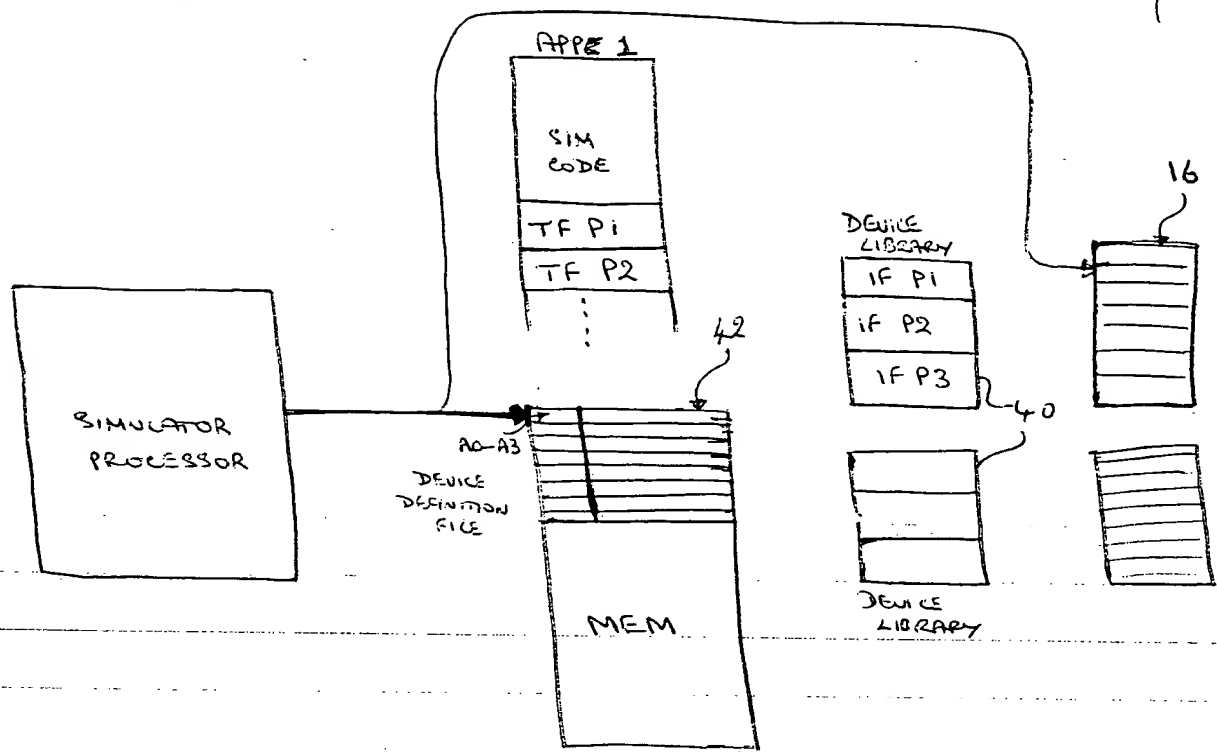 APPE 1
SIM
CODE
TF P1
TF P2
42
SIMULATOR
PROCESSOR
A0-A3
DEVICE
DEFINITION
FILE
MEM
DEVICE
LIBRARY
IF P1
IF P2
IF P3
40
DEVICE
LIBRARY
16